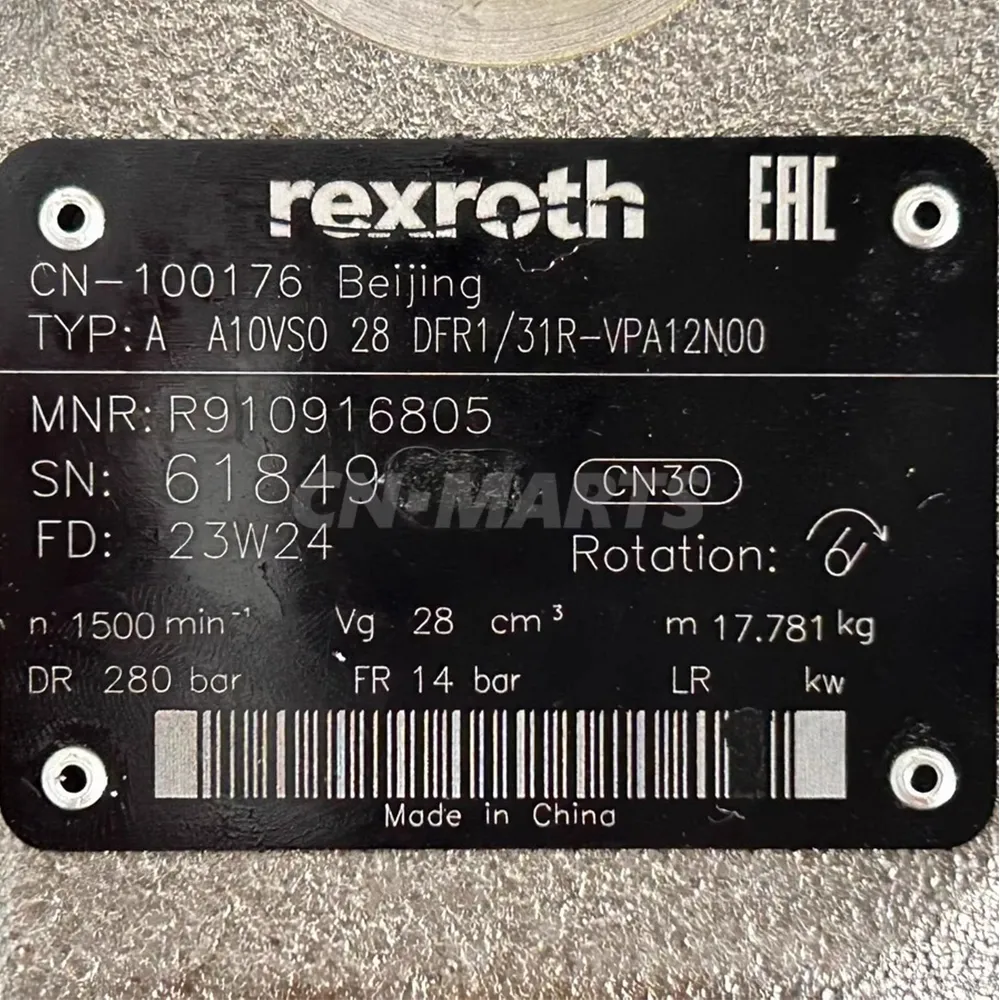 rexroth EAC
CN-100176 Beijing
TYP: A A10VSO 28 DFR1/31R-VPA12N00
MNR: R910916805
SN: 61849 CN30
CN-MARTS
FD: 23W24 Rotation:
n 1500 min⁻¹ Vg 28 cm³ m 17.781 kg
DR 280 bar FR 14 bar LR kw
Made in China